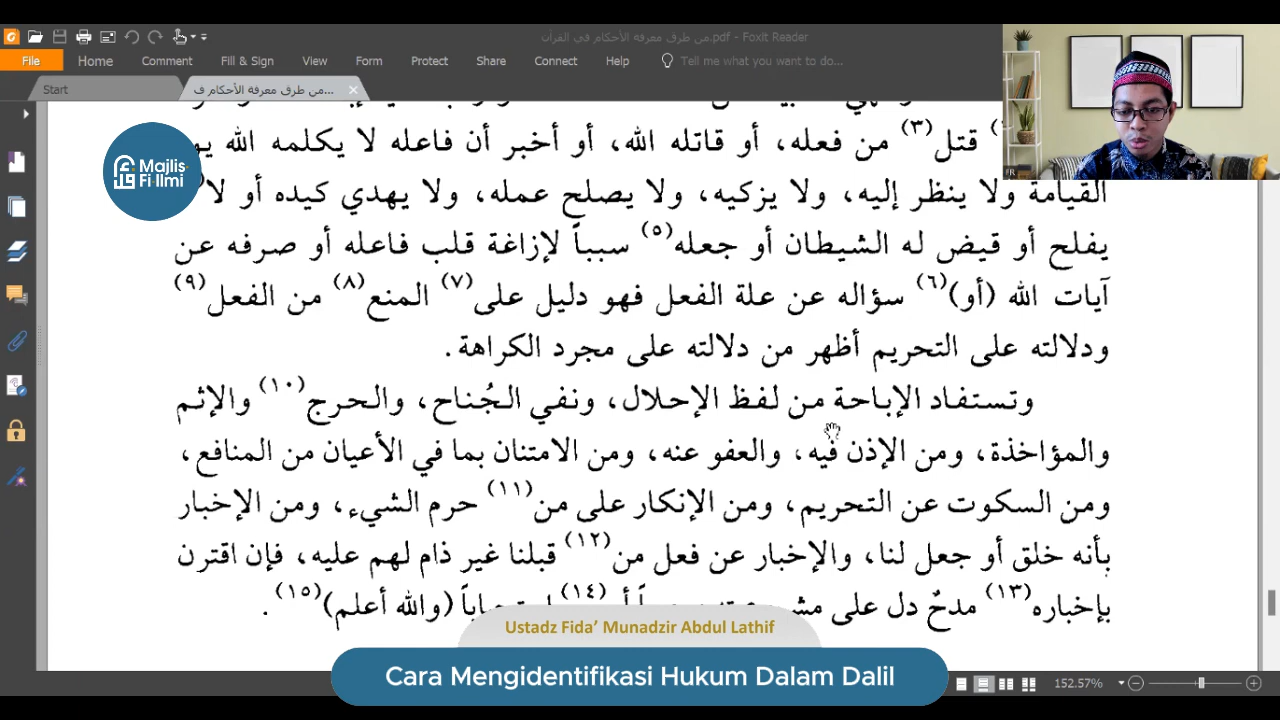 من طرق معرفة الأحكام في القرآن.pdf - Foxit Reader
File Home Comment Fill & Sign View Form Protect Share Connect Help Tell me what you want to do...
Start من طرق معرفة الأحكام ف...
Majlis Fi Ilmi
قتل(٣) من فعله، أو قاتله الله، أو أخبر أن فاعله لا يكلمه الله
القيامة ولا ينظر إليه، ولا يزكيه، ولا يصلح عمله، ولا يهدي كيده أو لا
يفلح أو قيض له الشيطان أو جعله(٥) سبباً لإزاغة قلب فاعله أو صرفه عن
آيات الله (أو)(٦) سؤاله عن علة الفعل فهو دليل على(٧) المنع(٨) من الفعل(٩)
ودلالته على التحريم أظهر من دلالته على مجرد الكراهة.
وتستفاد الإباحة من لفظ الإحلال، ونفي الجُناح، والحرج(١٠) والإثم
والمؤاخذة، ومن الإذن فيه، والعفو عنه، ومن الامتنان بما في الأعيان من المنافع،
ومن السكوت عن التحريم، ومن الإنكار على من(١١) حرم الشيء، ومن الإخبار
بأنه خلق أو جعل لنا، والإخبار عن فعل من(١٢) قبلنا غير ذام لهم عليه، فإن اقترن
بإخباره(١٣) مدحٌ دل على (١٤) (والله أعلم)(١٥).
Ustadz Fida’ Munadzir Abdul Lathif
Cara Mengidentifikasi Hukum Dalam Dalil
152.57%